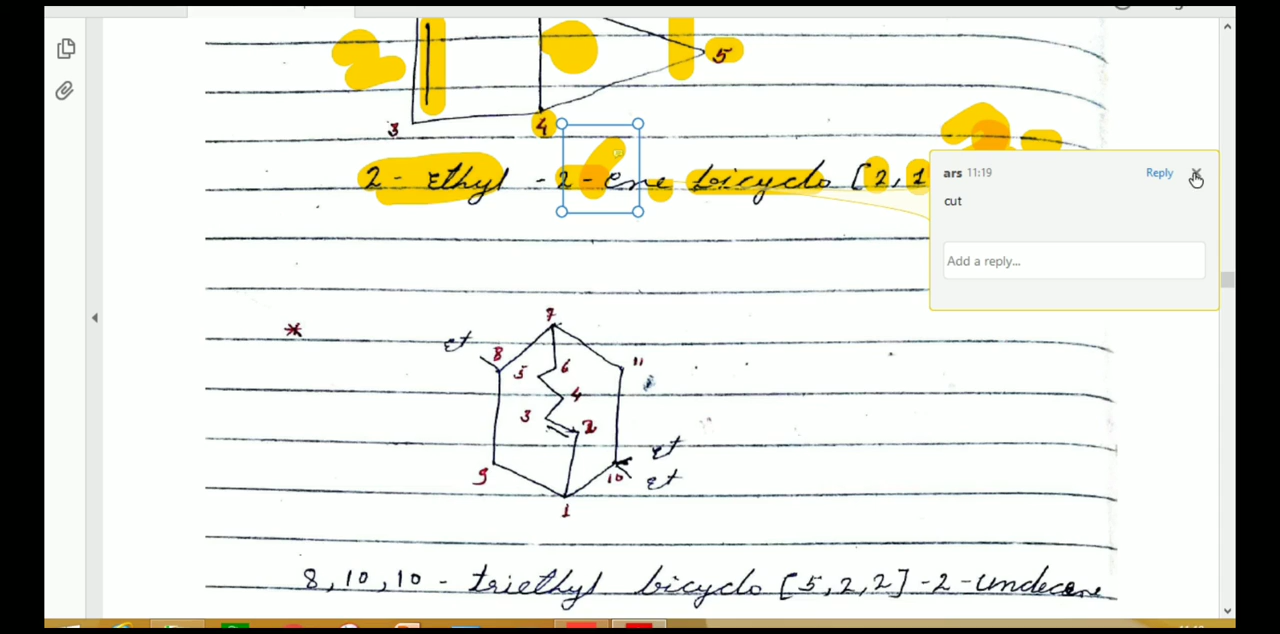 5
3
4
2- Ethyl - 2 - ene bicyclo [2,1
ars 11:19
Reply
cut
Add a reply...
*
7
et
8
5
6
11
4
3
2
et
9
10
et
1
8,10,10 - triethyl bicyclo [5,2,2] -2-undecene